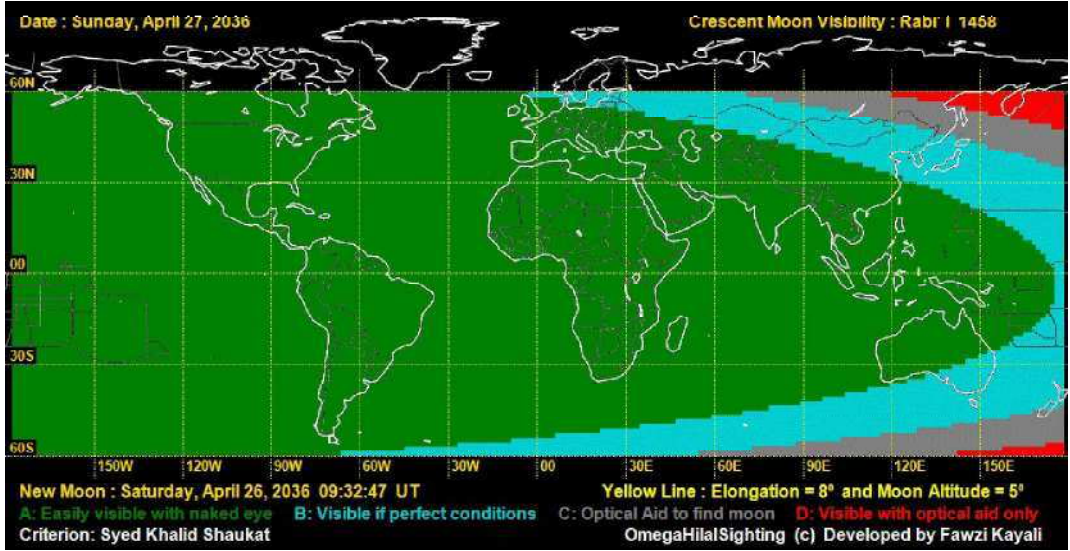 Date : Sunday, April 27, 2036 Crescent Moon Visibility : Rabi' I 1458
60N
30N
00
30S
60S
150W 120W 90W 60W 30W 00 30E 60E 90E 120E 150E
New Moon : Saturday, April 26, 2036 09:32:47 UT Yellow Line : Elongation = 8º and Moon Altitude = 5º
A: Easily visible with naked eye B: Visible if perfect conditions C: Optical Aid to find moon D: Visible with optical aid only
Criterion: Syed Khalid Shaukat OmegaHilalSighting (c) Developed by Fawzi Kayali